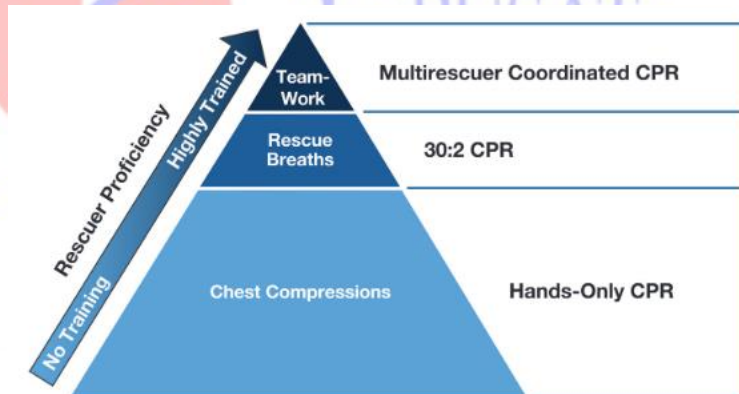 Team-
Work
Multirescuer Coordinated CPR
Rescue
Breaths
30:2 CPR
Chest Compressions
Hands-Only CPR
Rescuer Proficiency
No Training
Highly Trained